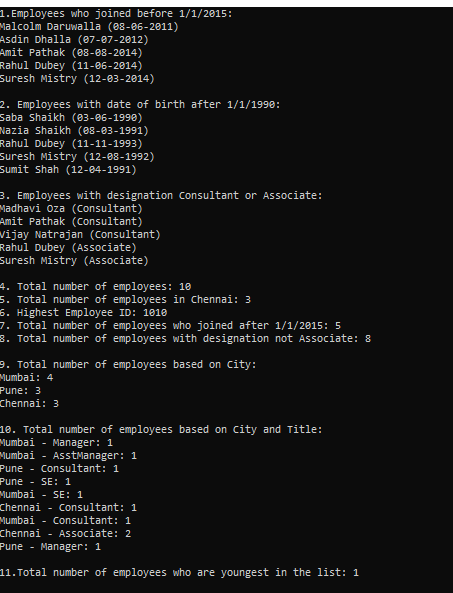 1.Employees who joined before 1/1/2015:
Malcolm Daruwalla (08-06-2011)
Asdin Dhalla (07-07-2012)
Amit Pathak (08-08-2014)
Rahul Dubey (11-06-2014)
Suresh Mistry (12-03-2014)
2. Employees with date of birth after 1/1/1990:
Saba Shaikh (03-06-1990)
Nazia Shaikh (08-03-1991)
Rahul Dubey (11-11-1993)
Suresh Mistry (12-08-1992)
Sumit Shah (12-04-1991)
3. Employees with designation Consultant or Associate:
Madhavi Oza (Consultant)
Amit Pathak (Consultant)
Vijay Natrajan (Consultant)
Rahul Dubey (Associate)
Suresh Mistry (Associate)
4. Total number of employees: 10
5. Total number of employees in Chennai: 3
6. Highest Employee ID: 1010
7. Total number of employees who joined after 1/1/2015: 5
8. Total number of employees with designation not Associate: 8
9. Total number of employees based on City:
Mumbai: 4
Pune: 3
Chennai: 3
10. Total number of employees based on City and Title:
Mumbai - Manager: 1
Mumbai - AsstManager: 1
Pune - Consultant: 1
Pune - SE: 1
Mumbai - SE: 1
Chennai - Consultant: 1
Mumbai - Consultant: 1
Chennai - Associate: 2
Pune - Manager: 1
11.Total number of employees who are youngest in the list: 1